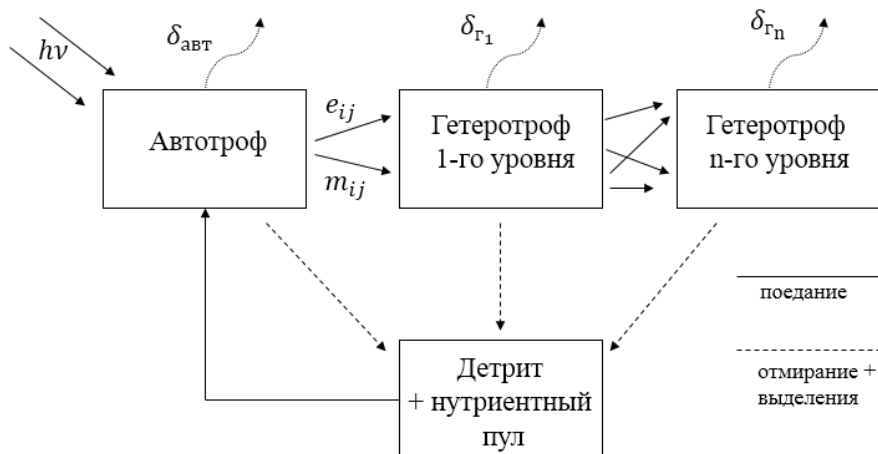 hν
δавт
δг₁
δгₙ
Автотроф
eᵢⱼ
mᵢⱼ
Гетеротроф
1-го уровня
Гетеротроф
n-го уровня
поедание
отмирание +
выделения
Детрит
+ нутриентный
пул